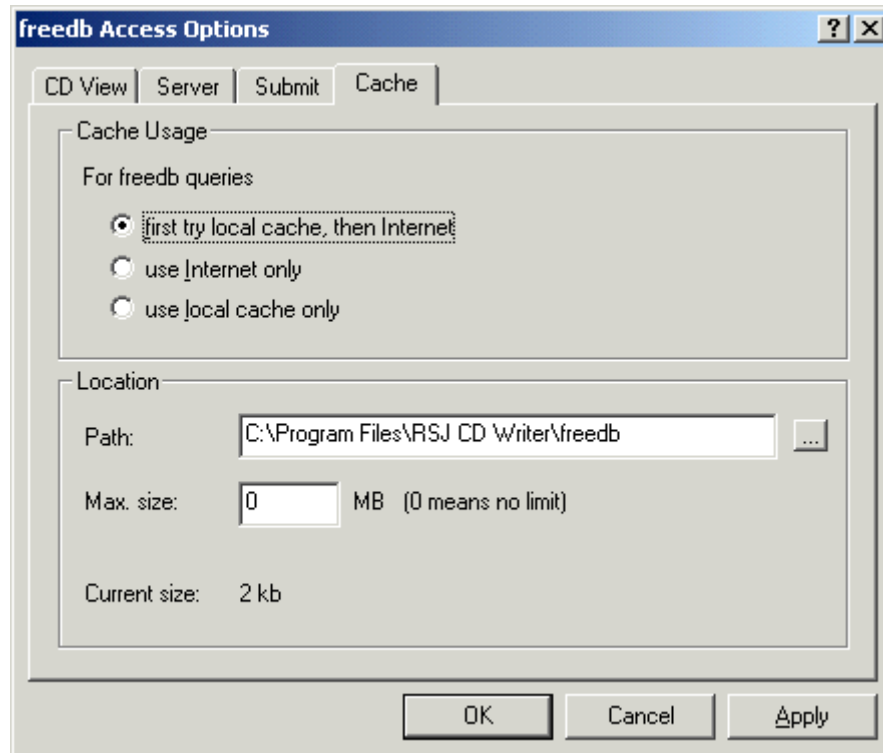 freedb Access Options ? X
CD View Server Submit Cache
Cache Usage
For freedb queries
first try local cache, then Internet
use Internet only
use local cache only
Location
Path: C:\Program Files\RSJ CD Writer\freedb ...
Max. size: 0 MB (0 means no limit)
Current size: 2 kb
OK Cancel Apply